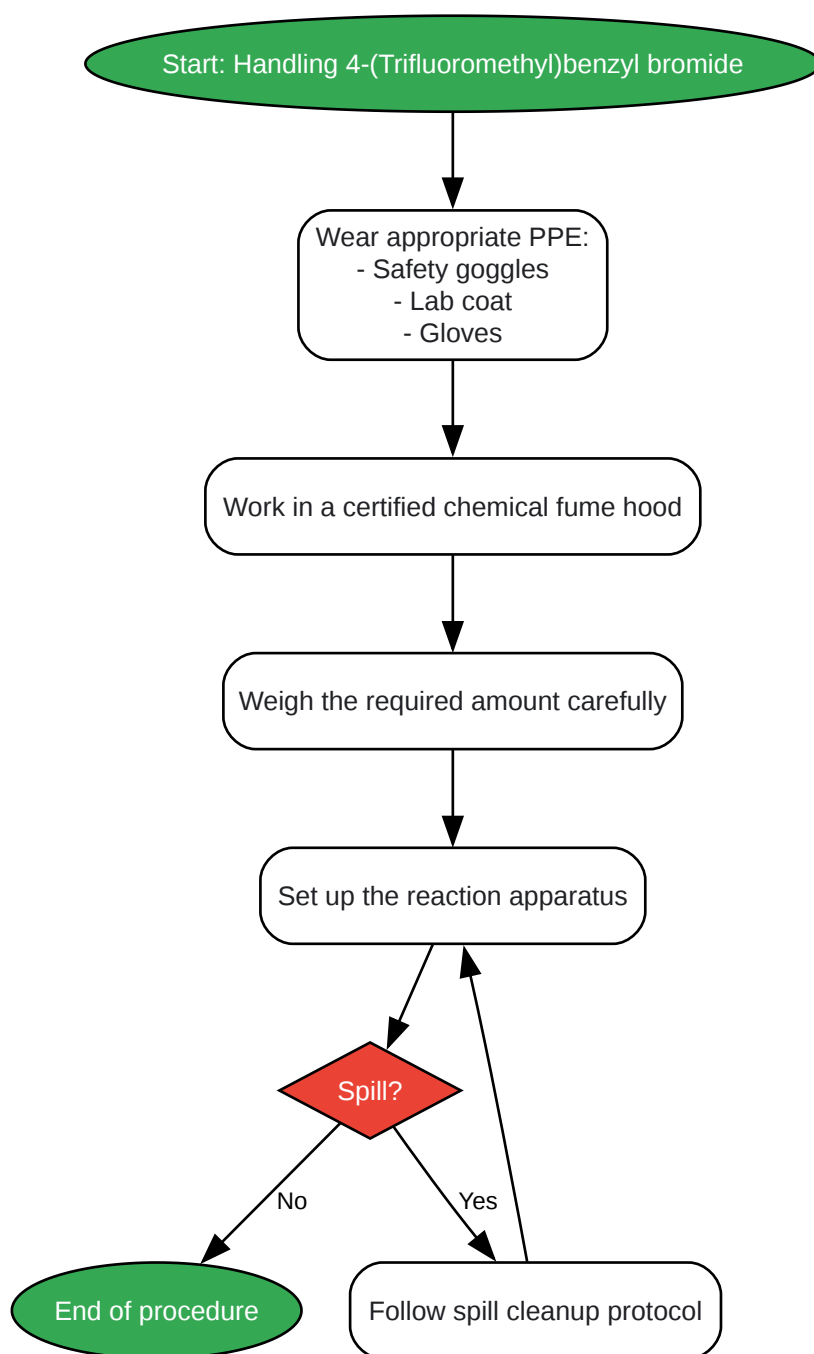 Start: Handling 4-(Trifluoromethyl)benzyl bromide
Wear appropriate PPE:
- Safety goggles
- Lab coat
- Gloves
Work in a certified chemical fume hood
Weigh the required amount carefully
Set up the reaction apparatus
Spill?
No
Yes
End of procedure
Follow spill cleanup protocol